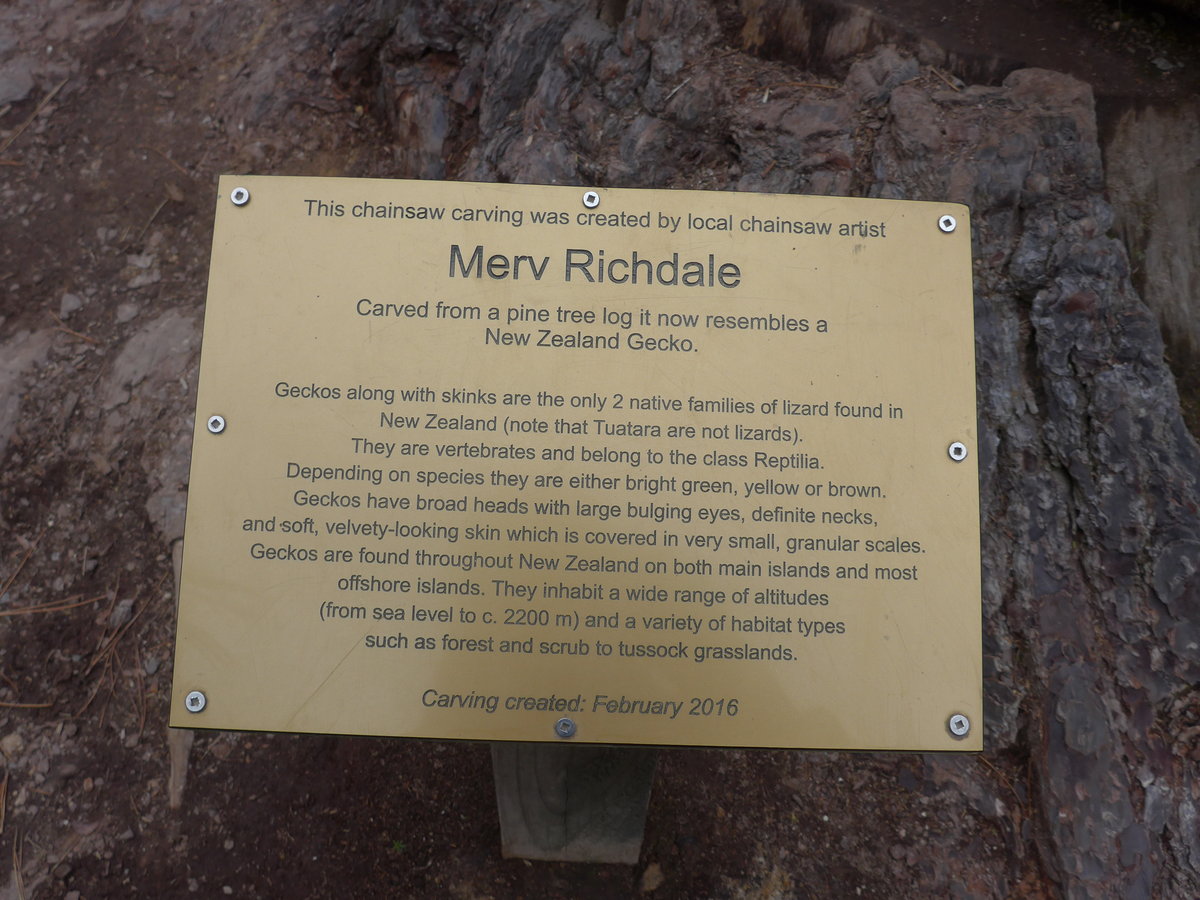 This chainsaw carving was created by local chainsaw artist
Merv Richdale
Carved from a pine tree log it now resembles a
New Zealand Gecko.
Geckos along with skinks are the only 2 native families of lizard found in
New Zealand (note that Tuatara are not lizards).
They are vertebrates and belong to the class Reptilia.
Depending on species they are either bright green, yellow or brown.
Geckos have broad heads with large bulging eyes, definite necks,
and soft, velvety-looking skin which is covered in very small, granular scales.
Geckos are found throughout New Zealand on both main islands and most
offshore islands. They inhabit a wide range of altitudes
(from sea level to c. 2200 m) and a variety of habitat types
such as forest and scrub to tussock grasslands.
Carving created: February 2016